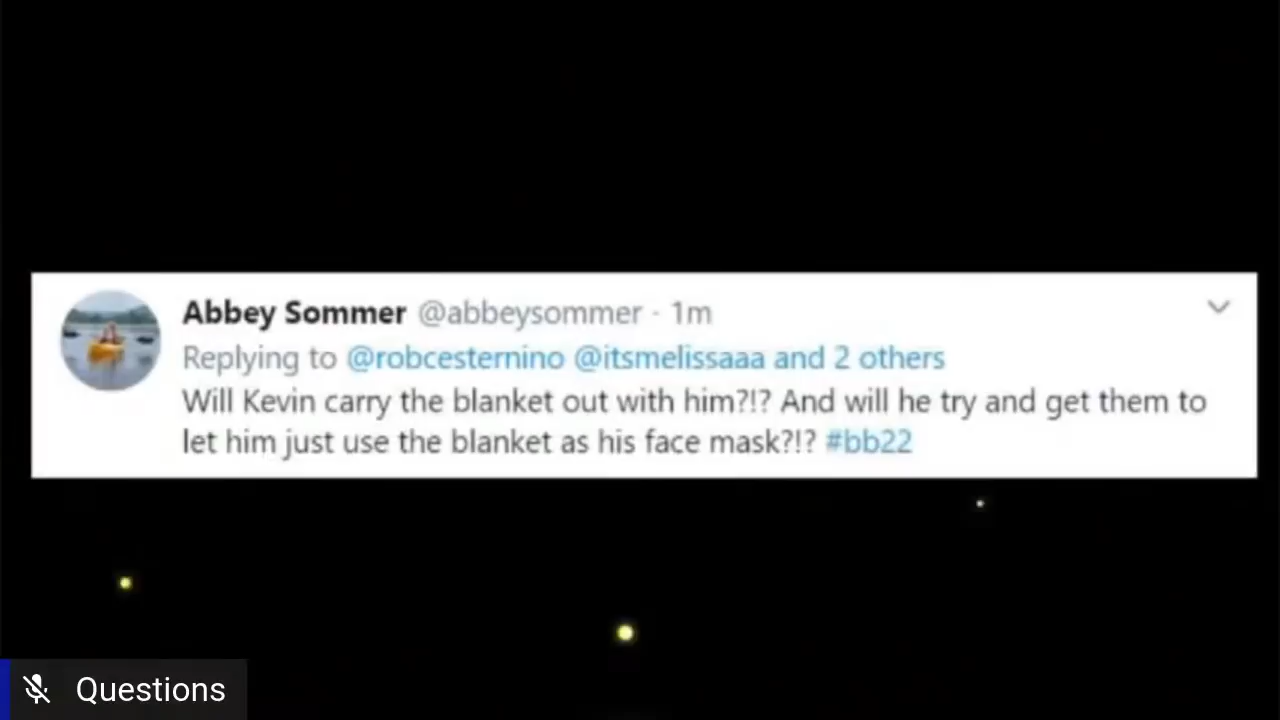 Abbey Sommer @abbeysommer · 1m
Replying to @robcesternino @itsmelissaaa and 2 others
Will Kevin carry the blanket out with him?!? And will he try and get them to
let him just use the blanket as his face mask?!? #bb22
Questions